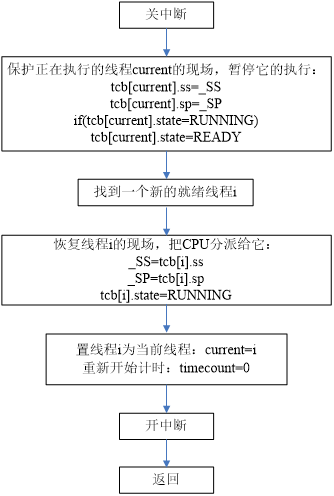 关中断
保护正在执行的线程current的现场，暂停它的执行：
tcb[current].ss=_SS
tcb[current].sp=_SP
if(tcb[current].state=RUNNING)
tcb[current].state=READY
找到一个新的就绪线程i
恢复线程i的现场，把CPU分派给它：
_SS=tcb[i].ss
_SP=tcb[i].sp
tcb[i].state=RUNNING
置线程i为当前线程：current=i
重新开始计时：timecount=0
开中断
返回